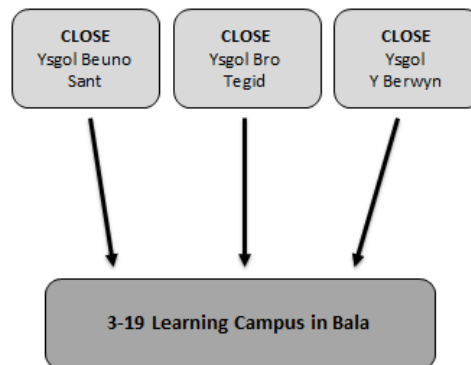 CLOSE
Ysgol Beuno
Sant
CLOSE
Ysgol Bro
Tegid
CLOSE
Ysgol
Y Berwyn
3-19 Learning Campus in Bala